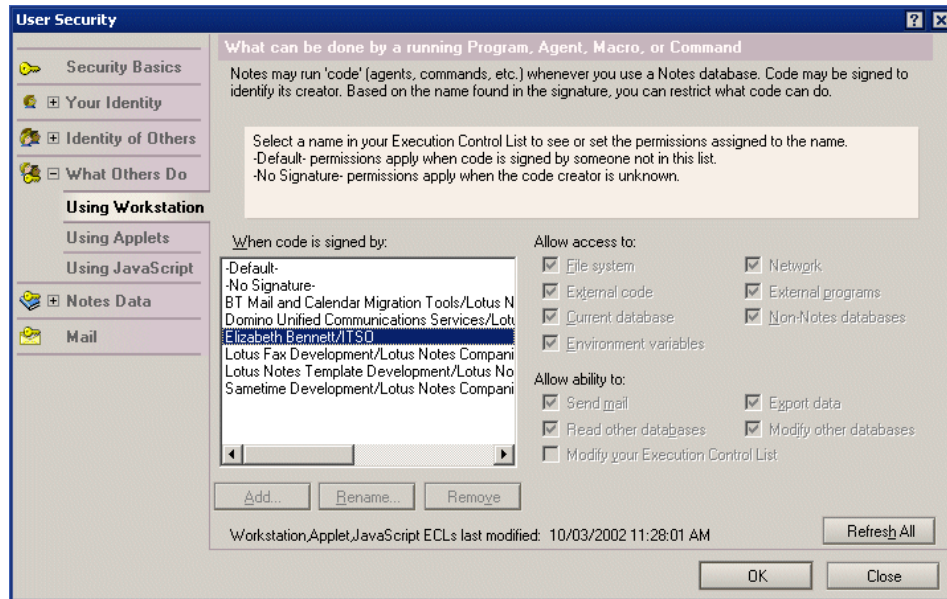 User Security
What can be done by a running Program, Agent, Macro, or Command
Security Basics
Your Identity
Identity of Others
What Others Do
Using Workstation
Using Applets
Using JavaScript
Notes Data
Mail
Notes may run 'code' (agents, commands, etc.) whenever you use a Notes database. Code may be signed to
identify its creator. Based on the name found in the signature, you can restrict what code can do.
Select a name in your Execution Control List to see or set the permissions assigned to the name.
-Default- permissions apply when code is signed by someone not in this list.
-No Signature- permissions apply when the code creator is unknown.
When code is signed by:
-Default-
-No Signature-
BT Mail and Calendar Migration Tools/Lotus N
Domino Unified Communications Services/Lotu
Elizabeth Bennett/ITSO
Lotus Fax Development/Lotus Notes Compani
Lotus Notes Template Development/Lotus No
Sametime Development/Lotus Notes Compani
Add...
Rename...
Remove
Allow access to:
File system
Network
External code
External programs
Current database
Non-Notes databases
Environment variables
Allow ability to:
Send mail
Export data
Read other databases
Modify other databases
Modify your Execution Control List
Workstation,Applet,JavaScript ECLs last modified: 10/03/2002 11:28:01 AM
Refresh All
OK
Close